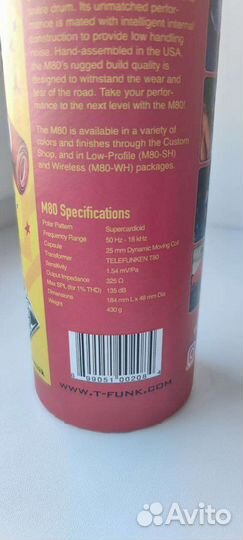 snare drum. Its unmatched perfor-
mance is mated with intelligent internal
construction to provide low handling
noise. Hand-assembled in the USA,
the M80's rugged build quality is
designed to withstand the wear and
tear of the road. Take your perfor-
mance to the next level with the M80!
The M80 is available in a variety of
colors and finishes through the Custom
Shop, and in Low-Profile (M80-SH)
and Wireless (M80-WH) packages.
M80 Specifications
Polar Pattern Supercardioid
Frequency Range 50 Hz - 18 kHz
Capsule 25 mm Dynamic Moving Coil
Transformer TELEFUNKEN T80
Sensitivity 1.54 mV/Pa
Output Impedance 325 Ω
Max SPL (for 1% THD) 135 dB
Dimensions 184 mm L x 48 mm Dia
Weight 430 g
99051 00208
WWW.T-FUNK.COM
Avito